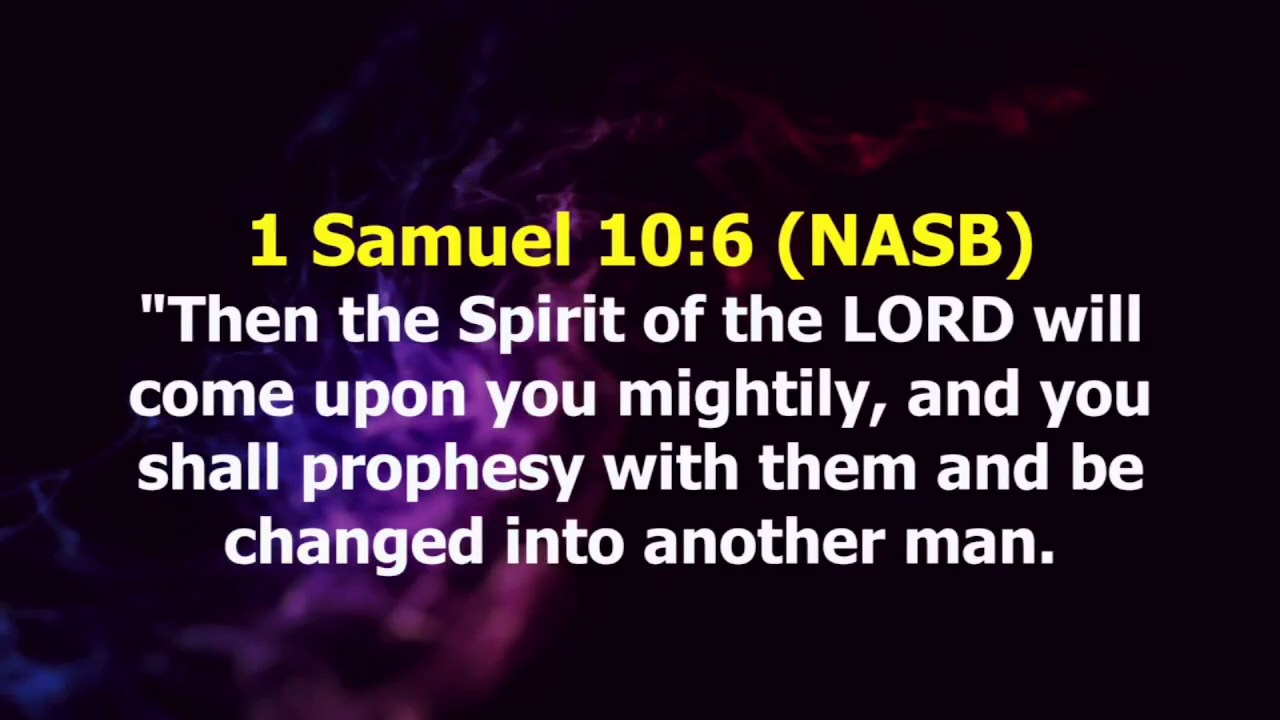 1 Samuel 10:6 (NASB)
"Then the Spirit of the LORD will
come upon you mightily, and you
shall prophesy with them and be
changed into another man.